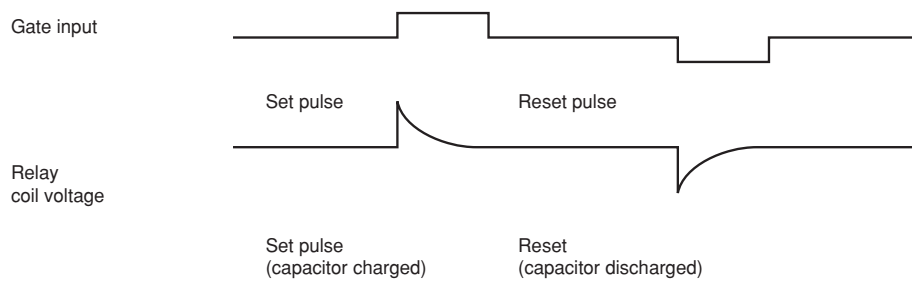 Gate input
Set pulse
Reset pulse
Relay
coil voltage
Set pulse
(capacitor charged)
Reset
(capacitor discharged)